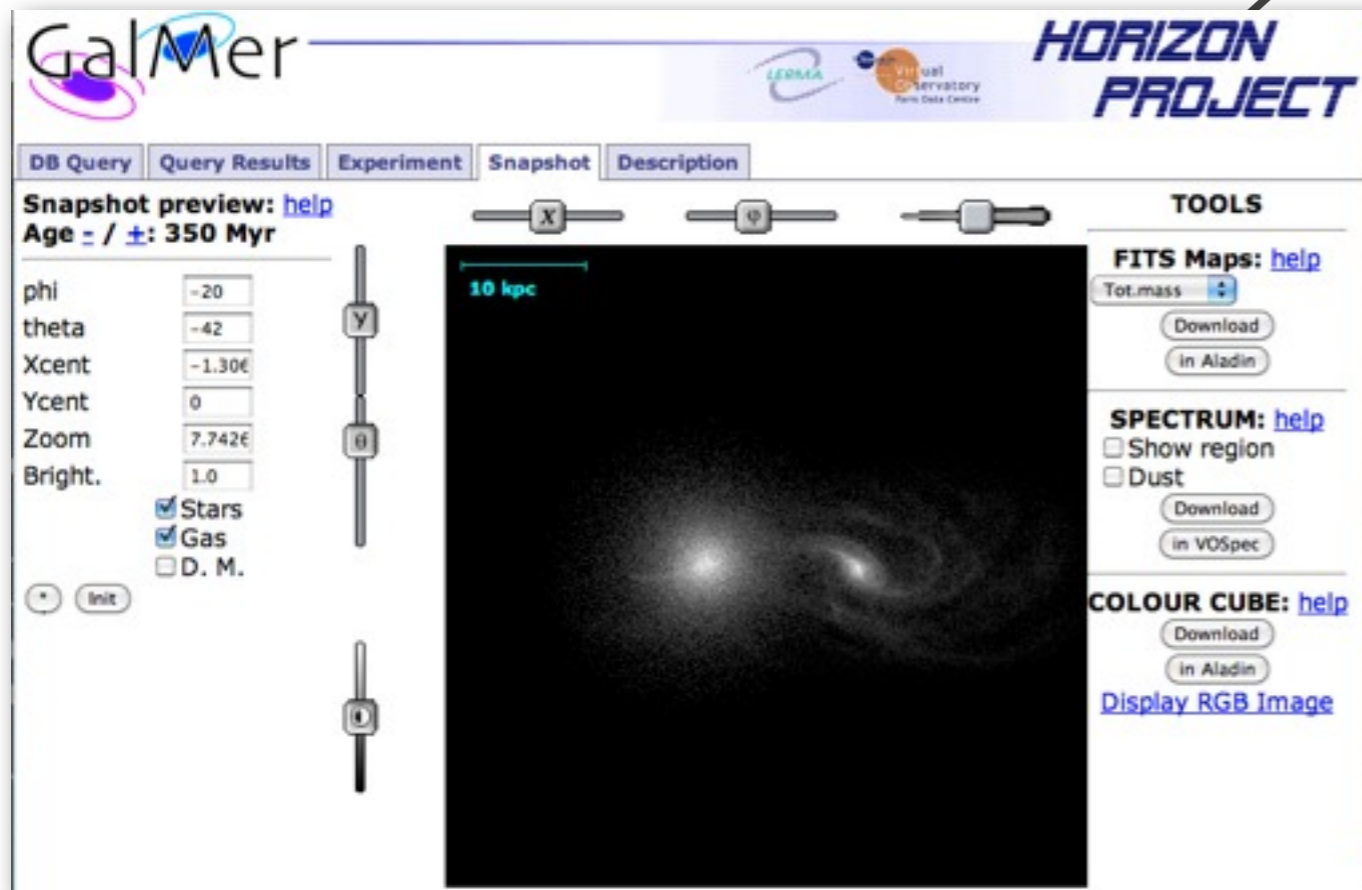 GalMer
LERMA
Virtual
Observatory
Paris Data Centre
HORIZON
PROJECT
DB Query Query Results Experiment Snapshot Description
Snapshot preview: help
Age - / +: 350 Myr
phi -20
theta -42
Xcent -1.30€
Ycent 0
Zoom 7.742€
Bright. 1.0
Stars
Gas
D. M.
* Init
X φ
y
θ
10 kpc
TOOLS
FITS Maps: help
Tot.mass
Download
in Aladin
SPECTRUM: help
Show region
Dust
Download
in VOSpec
COLOUR CUBE: help
Download
in Aladin
Display RGB Image